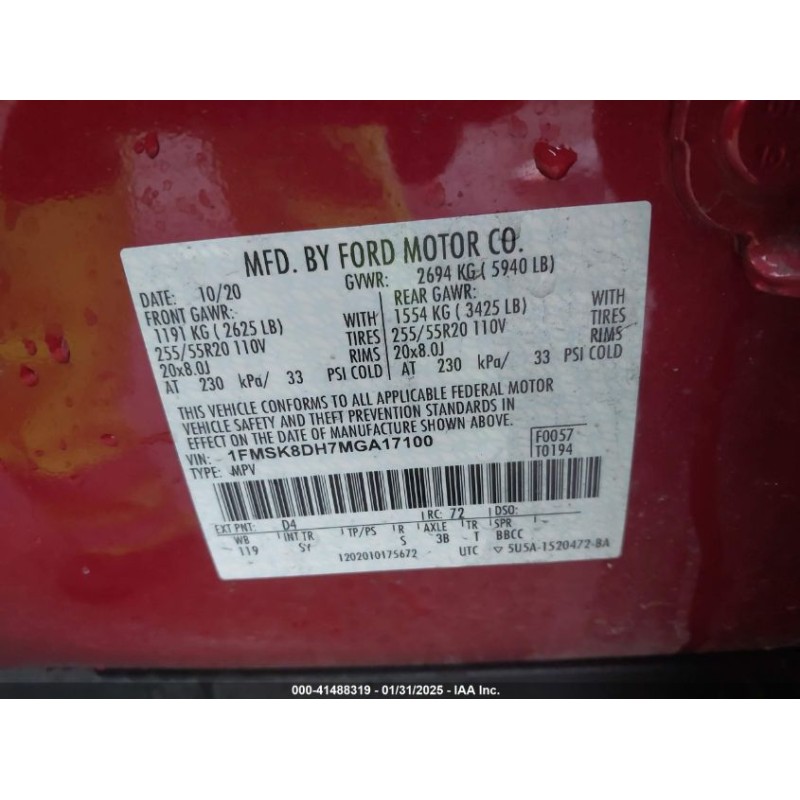 MFD. BY FORD MOTOR CO.
DATE: 10/20 GVWR: 2694 KG ( 5940 LB)
FRONT GAWR: REAR GAWR:
1191 KG ( 2625 LB) WITH 1554 KG ( 3425 LB) WITH
255/55R20 110V TIRES 255/55R20 110V TIRES
20x8.0J RIMS 20x8.0J RIMS
AT 230 kPa/ 33 PSI COLD AT 230 kPa/ 33 PSI COLD
THIS VEHICLE CONFORMS TO ALL APPLICABLE FEDERAL MOTOR
VEHICLE SAFETY AND THEFT PREVENTION STANDARDS IN
EFFECT ON THE DATE OF MANUFACTURE SHOWN ABOVE.
VIN: 1FMSK8DH7MGA17100 F0057
TYPE: MPV T0194
EXT PNT: D4 RC: 72 DSO:
WB INT TR TP/PS R AXLE TR SPR
119 SY S 3B T BBCC
1202010175672 UTC ▽ 5U5A-1520472-BA
000-41488319 - 01/31/2025 - IAA Inc.